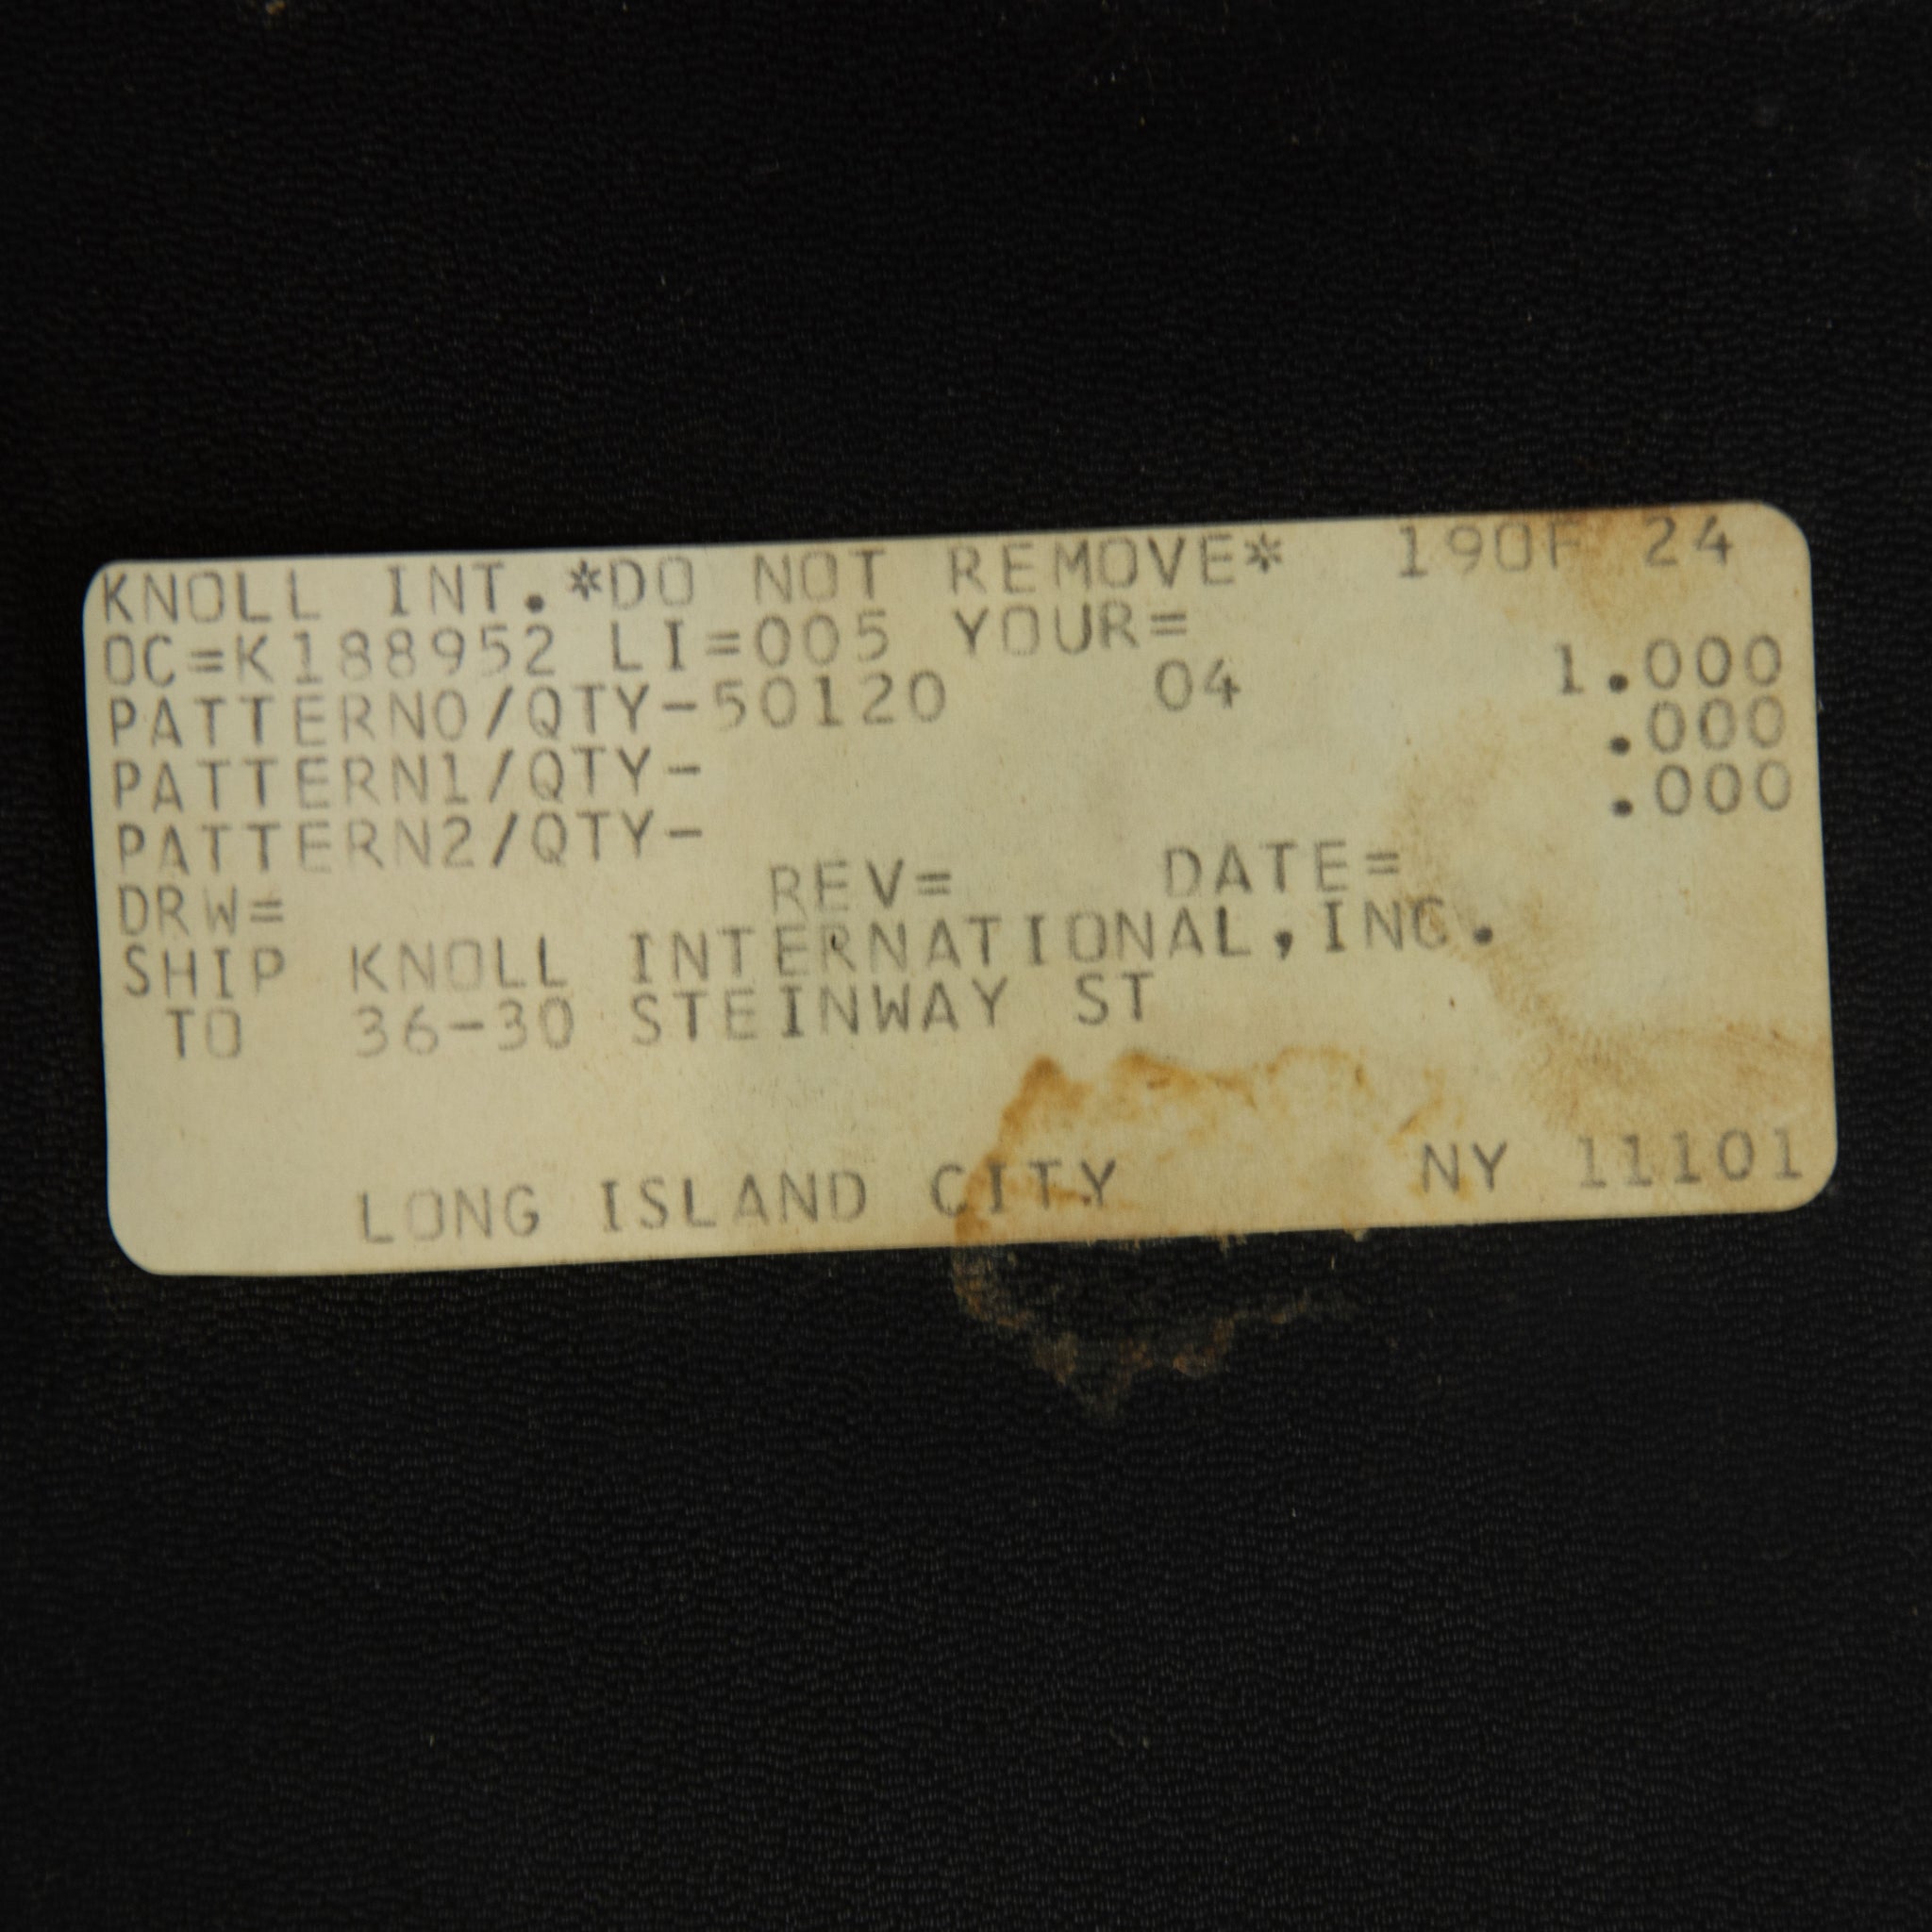 KNOLL INT.*DO NOT REMOVE* 19OF 24
OC=K188952 LI=005 YOUR=
PATTERN0/QTY-50120 04 1.000
PATTERN1/QTY- .000
PATTERN2/QTY- .000
DRW= REV= DATE=
SHIP KNOLL INTERNATIONAL,INC.
TO 36-30 STEINWAY ST
LONG ISLAND CITY NY 11101